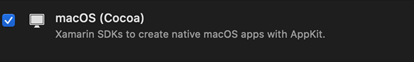 macOS (Cocoa)
Xamarin SDKs to create native macOS apps with AppKit.